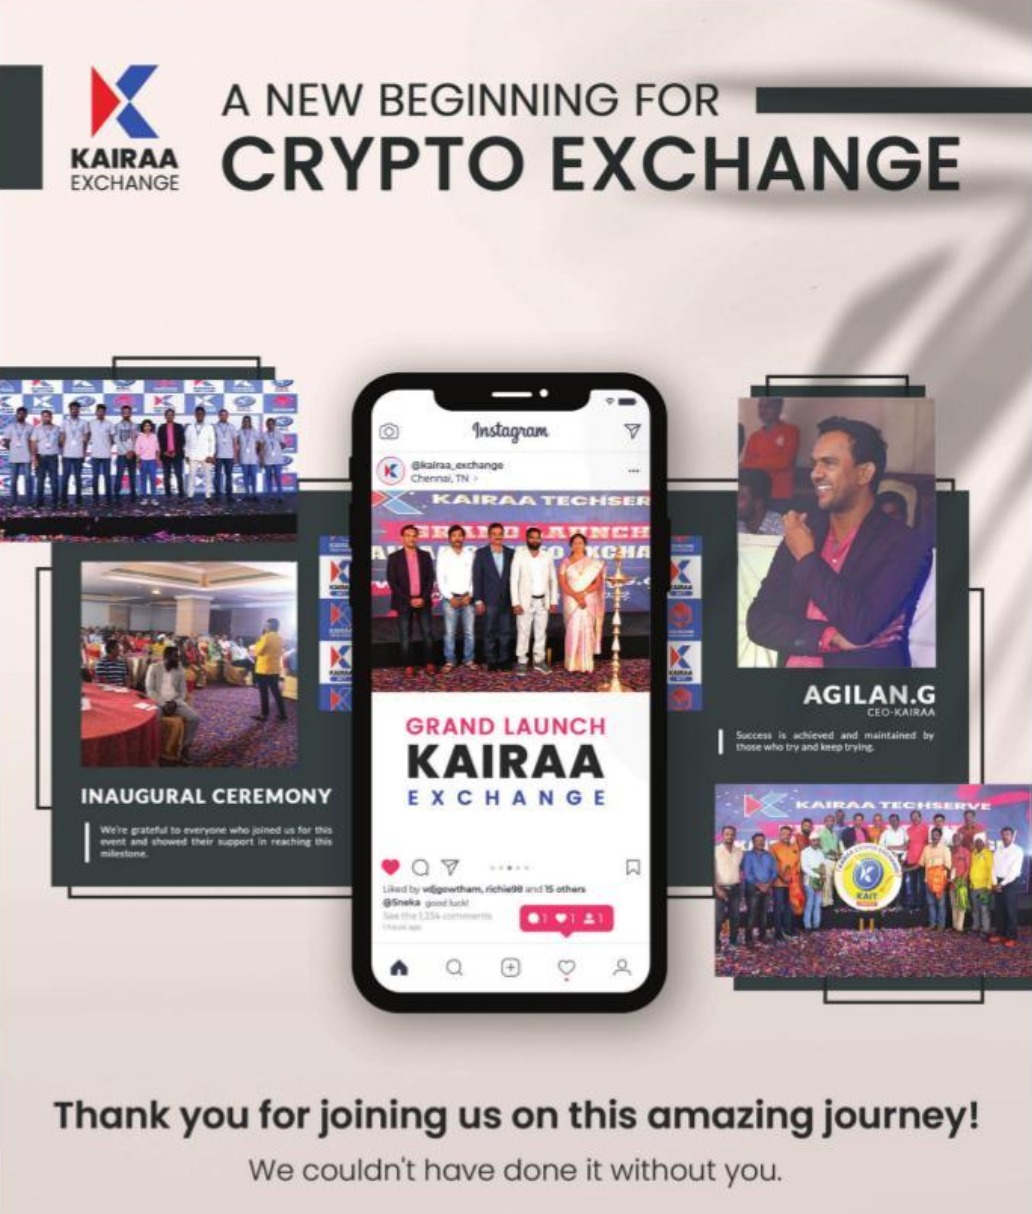 KAIRAA
EXCHANGE
A NEW BEGINNING FOR
CRYPTO EXCHANGE
Instagram
@kairaa_exchange
Chennai, TN >
KAIRAA TECHSER
GRAND LAUNCH
GRAND LAUNCH
KAIRAA
EXCHANGE
Liked by vdjgowtham, richie98 and 15 others
@Sneka good luck!
See the 1,234 comments
1 hours ago
1 1 1
INAUGURAL CEREMONY
We're grateful to everyone who joined us for this
event and showed their support in reaching this
milestone.
KAIRAA
KAIRAA
KAIRAA
KAIRAA
AGILAN.G
CEO-KAIRAA
Success is achieved and maintained by
those who try and keep trying.
KAIRAA TECHSERVE
KAIT
Thank you for joining us on this amazing journey!
We couldn't have done it without you.